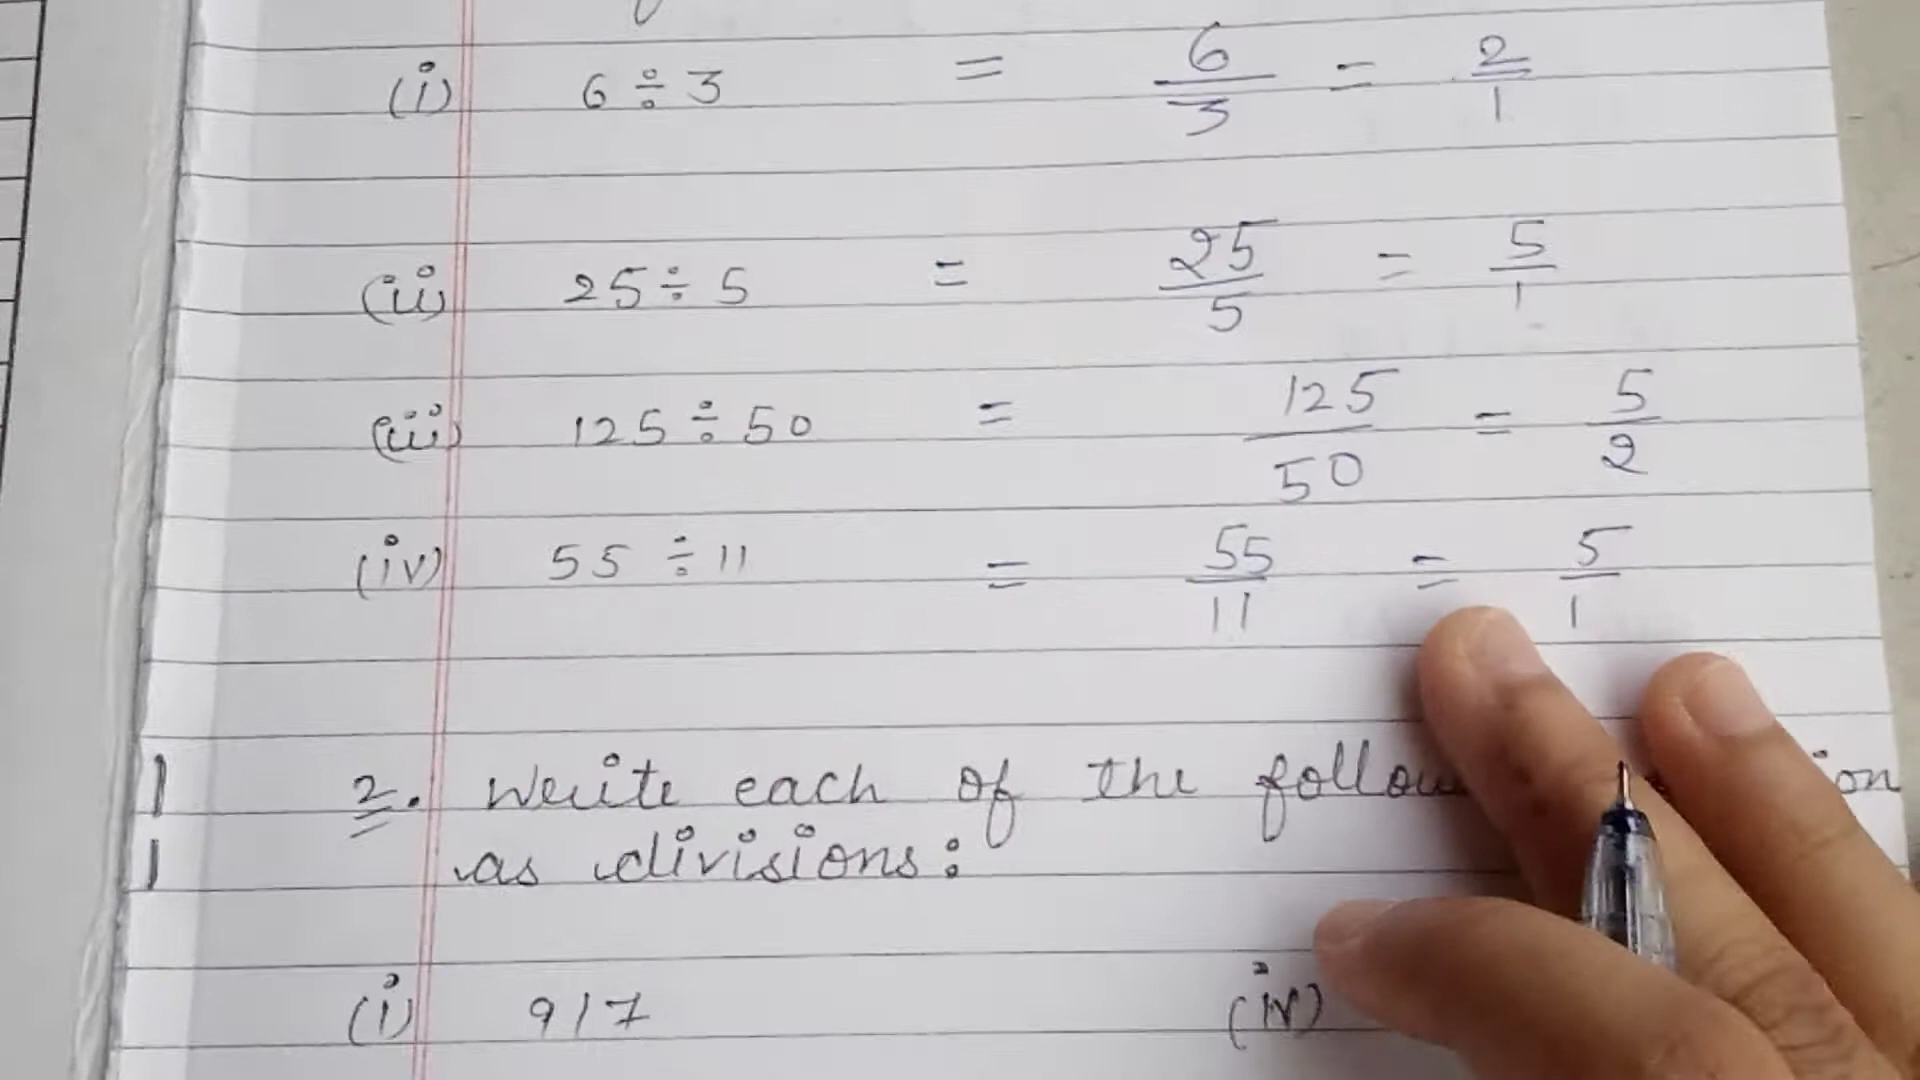 (i) 6 ÷ 3 = 6/3 = 2/1
(ii) 25 ÷ 5 = 25/5 = 5/1
(iii) 125 ÷ 50 = 125/50 = 5/2
(iv) 55 ÷ 11 = 55/11 = 5/1
2. Write each of the
as divisions:
(i) 9/7 (iv)